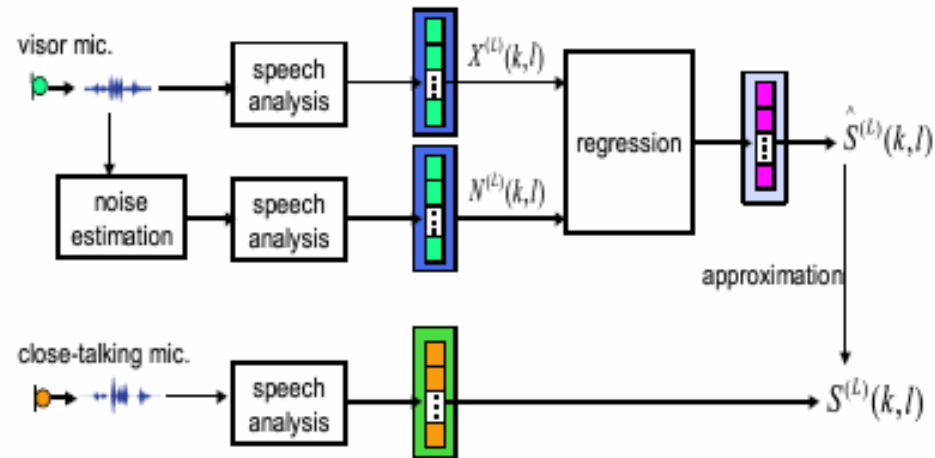 visor mic.
speech
analysis
X^(L)(k,l)
regression
Ŝ^(L)(k,l)
noise
estimation
speech
analysis
N^(L)(k,l)
approximation
close-talking mic.
speech
analysis
S^(L)(k,l)